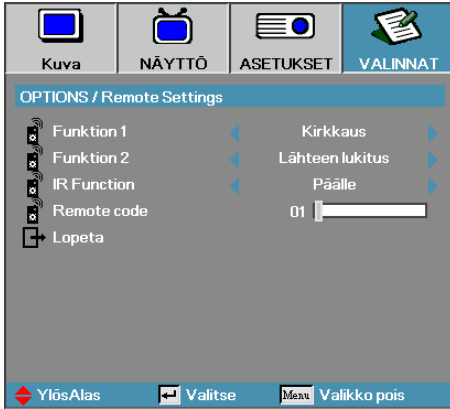 Kuva NÄYTTÖ ASETUKSET VALINNAT
OPTIONS / Remote Settings
Funktion 1 Kirkkaus
Funktion 2 Lähteen lukitus
IR Function Päälle
Remote code 01
Lopeta
YlösAlas Valitse Menu Valikko pois